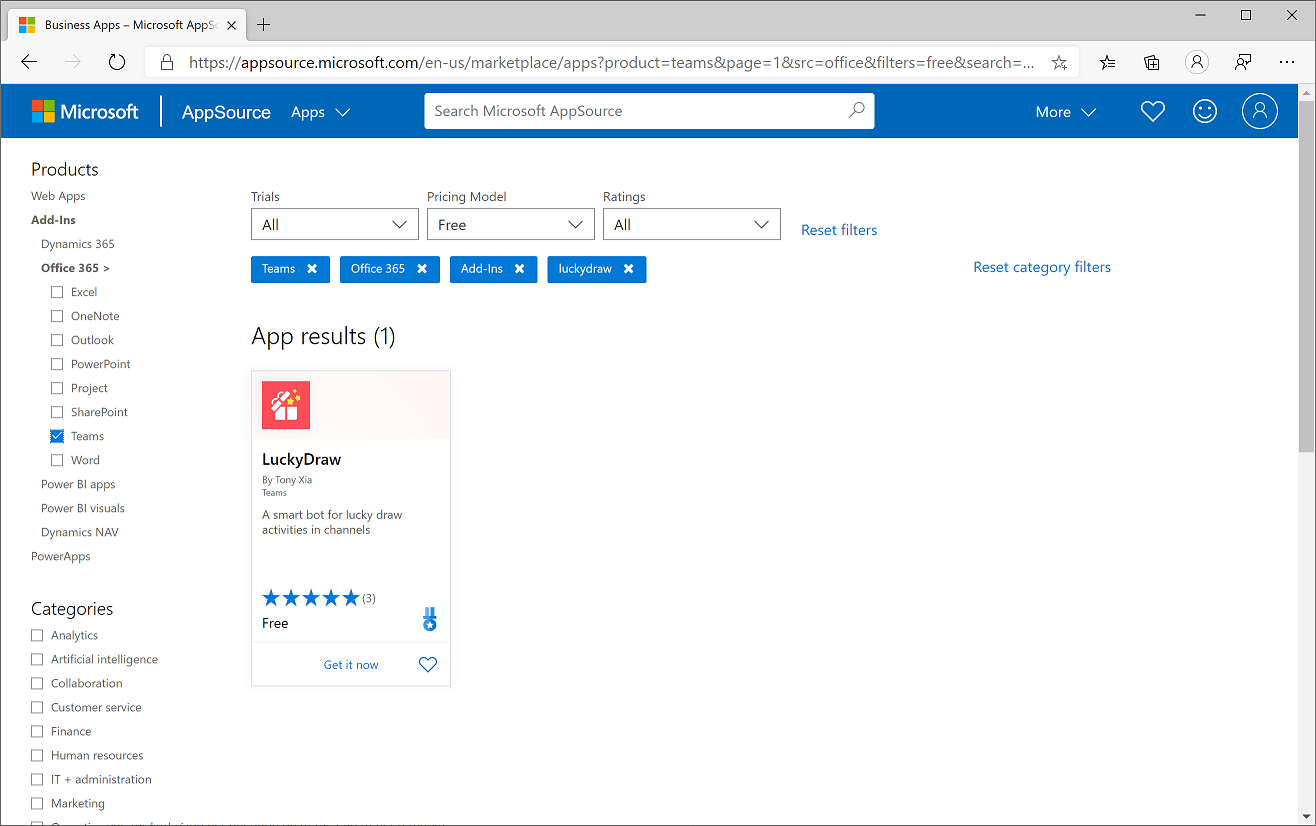 Business Apps – Microsoft AppS
https://appsource.microsoft.com/en-us/marketplace/apps?product=teams&page=1&src=office&filters=free&search=...
Microsoft
AppSource
Apps
Search Microsoft AppSource
More
Products
Web Apps
Add-Ins
Dynamics 365
Office 365 >
Excel
OneNote
Outlook
PowerPoint
Project
SharePoint
Teams
Word
Power BI apps
Power BI visuals
Dynamics NAV
PowerApps
Categories
Analytics
Artificial intelligence
Collaboration
Customer service
Finance
Human resources
IT + administration
Marketing
Trials
Pricing Model
Ratings
All
Free
All
Reset filters
Teams
Office 365
Add-Ins
luckydraw
Reset category filters
App results (1)
LuckyDraw
By Tony Xia
Teams
A smart bot for lucky draw
activities in channels
(3)
Free
Get it now